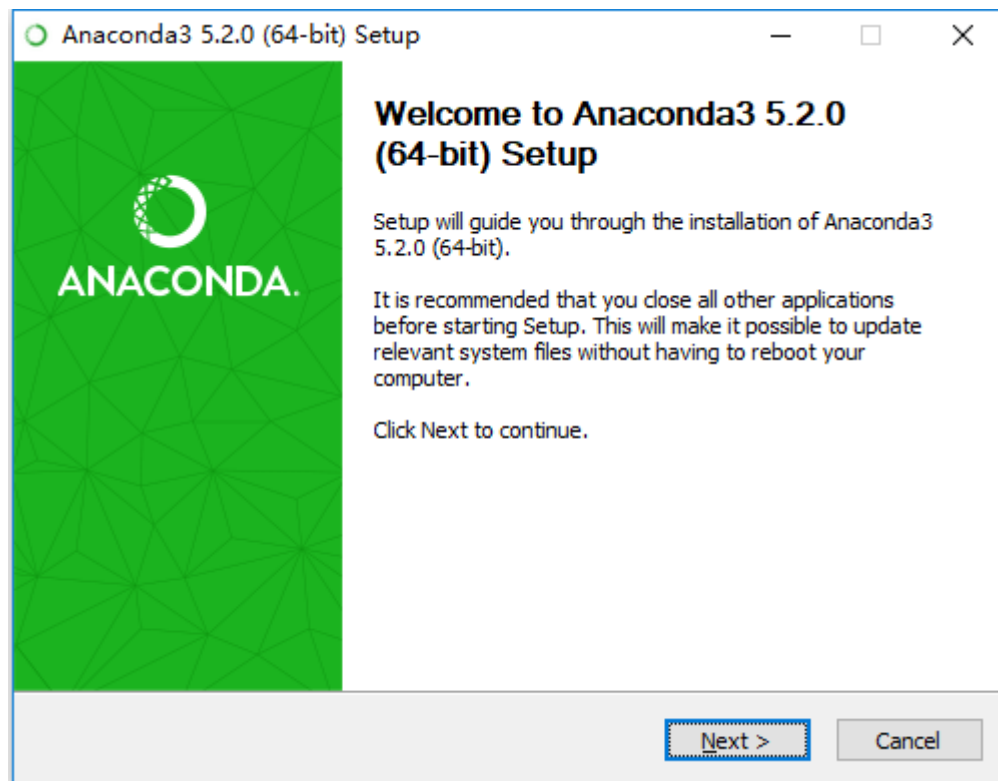 Anaconda3 5.2.0 (64-bit) Setup
Welcome to Anaconda3 5.2.0
(64-bit) Setup
ANACONDA.
Setup will guide you through the installation of Anaconda3
5.2.0 (64-bit).
It is recommended that you close all other applications
before starting Setup. This will make it possible to update
relevant system files without having to reboot your
computer.
Click Next to continue.
Next >
Cancel